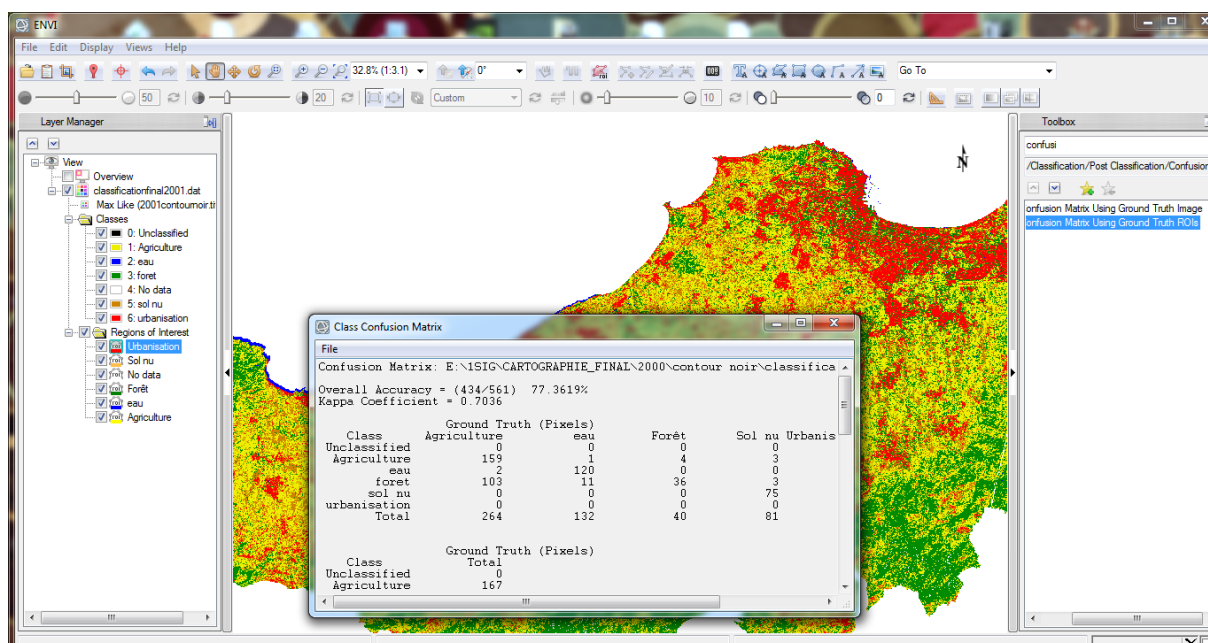 ENVI
File Edit Display Views Help
32.8% (1:3.1) 0° Go To
50 20 Custom 10 0
Layer Manager
View
Overview
classificationfinal2001.dat
Max Like (2001contournoir.ti
Classes
0: Unclassified
1: Agriculture
2: eau
3: foret
4: No data
5: sol nu
6: urbanisation
Regions of Interest
Urbanisation
Sol nu
No data
Forêt
eau
Agriculture
N
Toolbox
confusi
/Classification/Post Classification/Confusion
onfusion Matrix Using Ground Truth Image
onfusion Matrix Using Ground Truth ROIs
Class Confusion Matrix
File
Confusion Matrix: E:\1SIG\CARTOGRAPHIE_FINAL\2000\contour noir\classifica
Overall Accuracy = (434/561) 77.3619%
Kappa Coefficient = 0.7036
Ground Truth (Pixels)
Class Agriculture eau Forêt Sol nu Urbanis
Unclassified 0 0 0 0
Agriculture 159 1 4 3
eau 2 120 0 0
foret 103 11 36 3
sol nu 0 0 0 75
urbanisation 0 0 0 0
Total 264 132 40 81
Ground Truth (Pixels)
Class Total
Unclassified 0
Agriculture 167